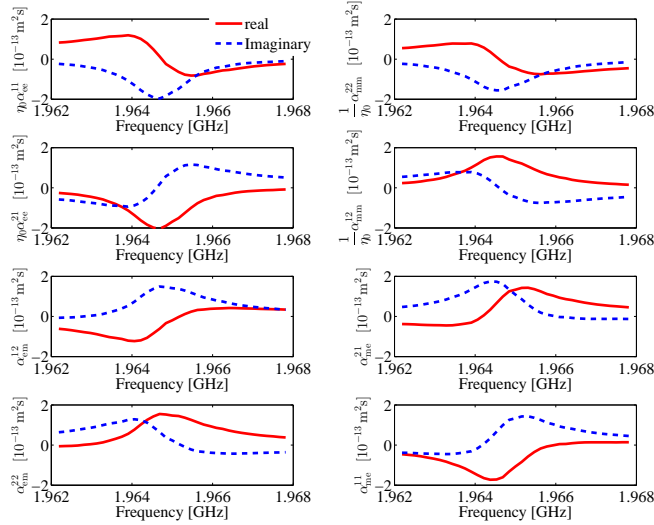 2
0
−2
1.962 1.964 1.966 1.968
Frequency [GHz]
η₀α¹¹ₑₑ [10⁻¹³ m²s]
real
Imaginary
2
0
−2
1.962 1.964 1.966 1.968
Frequency [GHz]
1/η₀ α²²ₘₘ [10⁻¹³ m²s]
2
0
−2
1.962 1.964 1.966 1.968
Frequency [GHz]
η₀α²¹ₑₑ [10⁻¹³ m²s]
2
0
−2
1.962 1.964 1.966 1.968
Frequency [GHz]
1/η₀ α¹²ₘₘ [10⁻¹³ m²s]
2
0
−2
1.962 1.964 1.966 1.968
Frequency [GHz]
α¹²ₑₘ [10⁻¹³ m²s]
2
0
−2
1.962 1.964 1.966 1.968
Frequency [GHz]
α²¹ₘₑ [10⁻¹³ m²s]
2
0
−2
1.962 1.964 1.966 1.968
Frequency [GHz]
α²²ₑₘ [10⁻¹³ m²s]
2
0
−2
1.962 1.964 1.966 1.968
Frequency [GHz]
α¹¹ₘₑ [10⁻¹³ m²s]